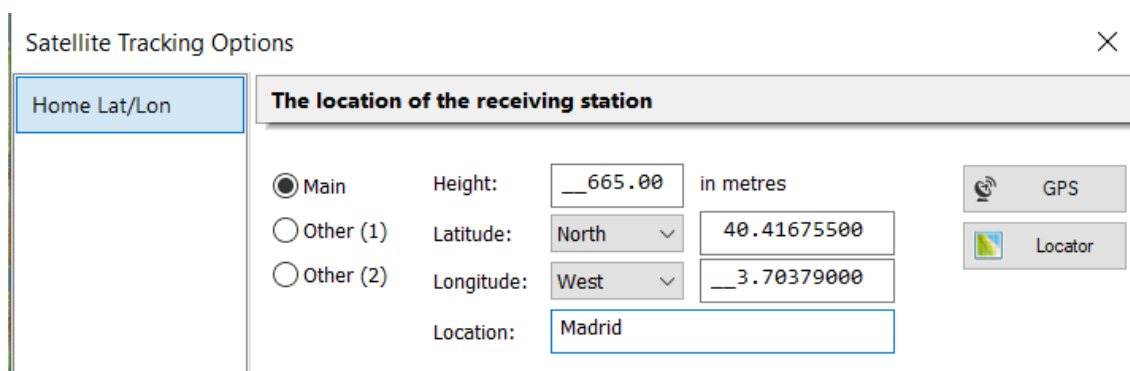 Satellite Tracking Options
Home Lat/Lon
The location of the receiving station
Main Height: __665.00 in metres GPS
Other (1) Latitude: North 40.41675500 Locator
Other (2) Longitude: West __3.70379000
Location: Madrid